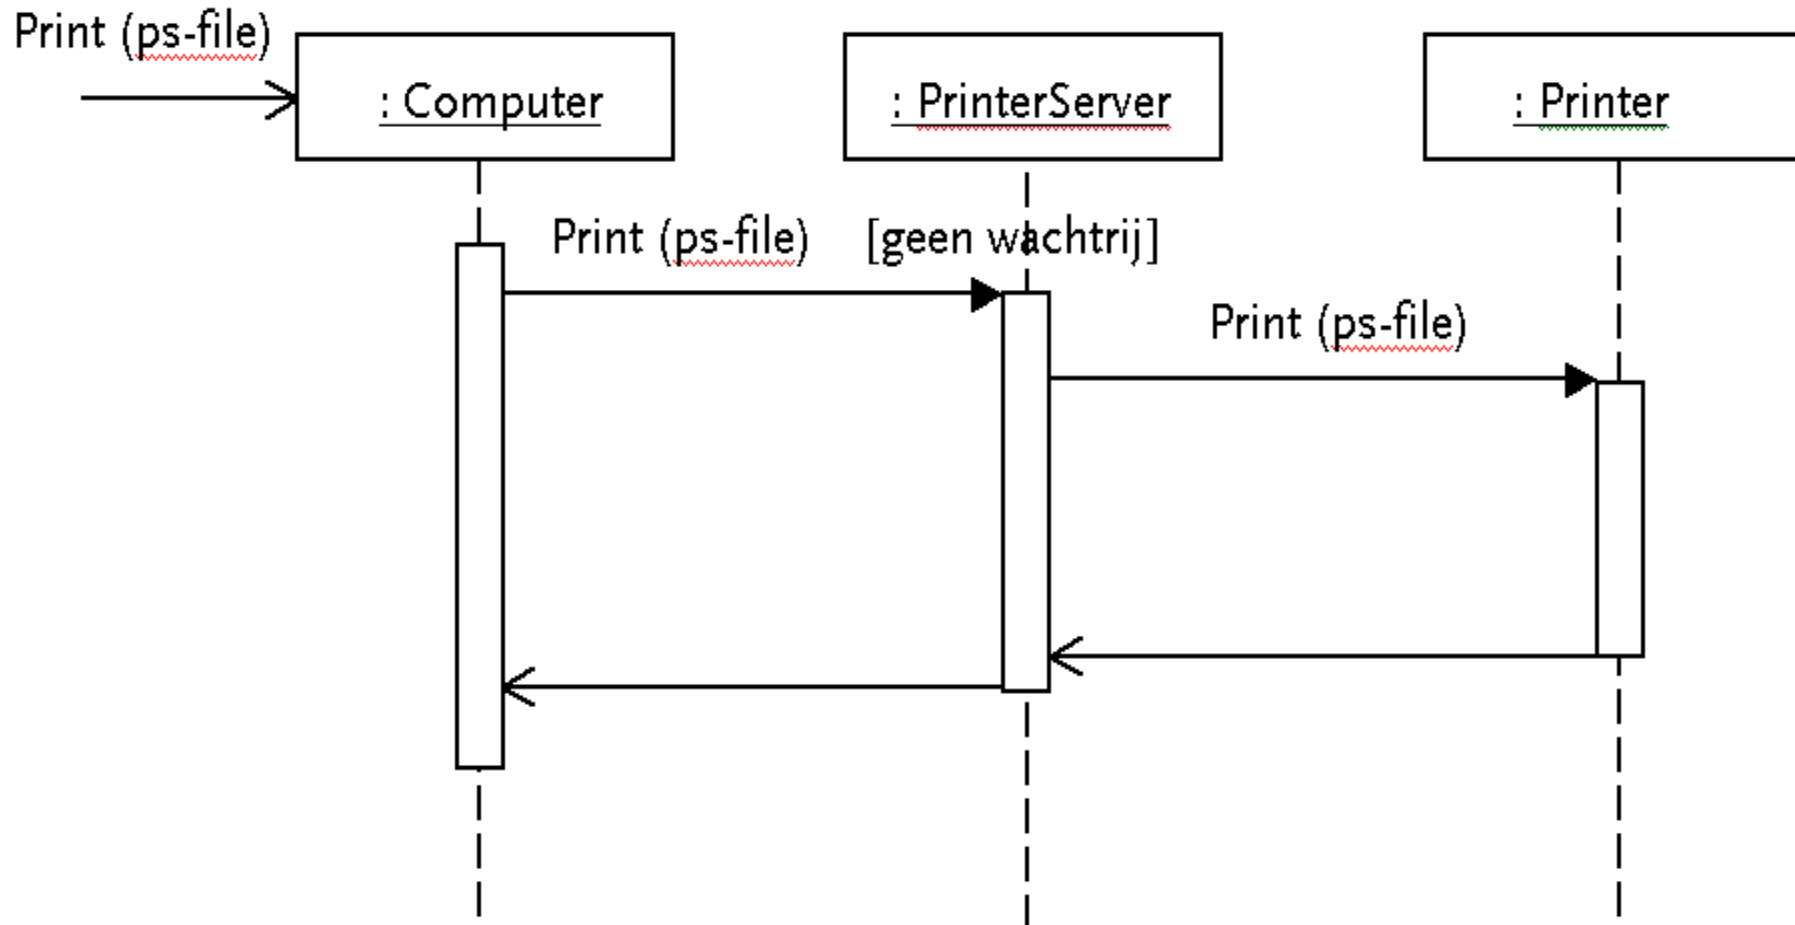 Print (ps-file)
: Computer
: PrinterServer
: Printer
Print (ps-file) [geen wachtrij]
Print (ps-file)